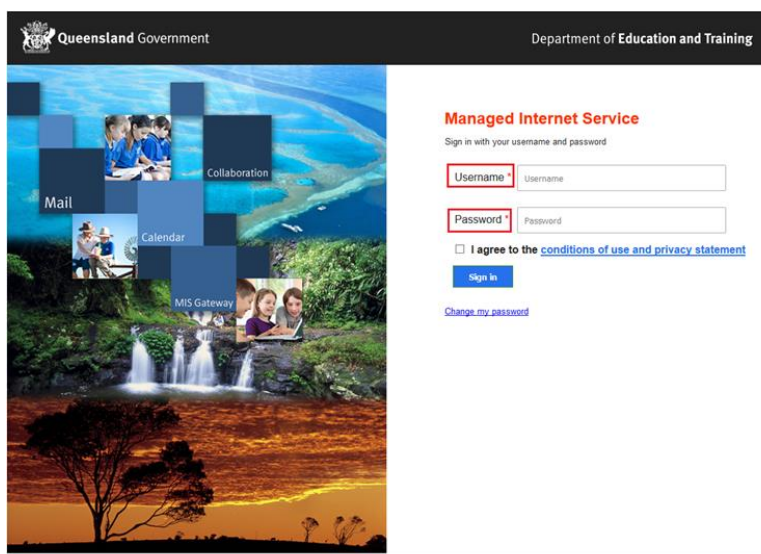 Queensland Government
Department of Education and Training
Mail
Collaboration
Calendar
MIS Gateway
Managed Internet Service
Sign in with your username and password
Username *
Username
Password *
Password
I agree to the conditions of use and privacy statement
Sign in
Change my password